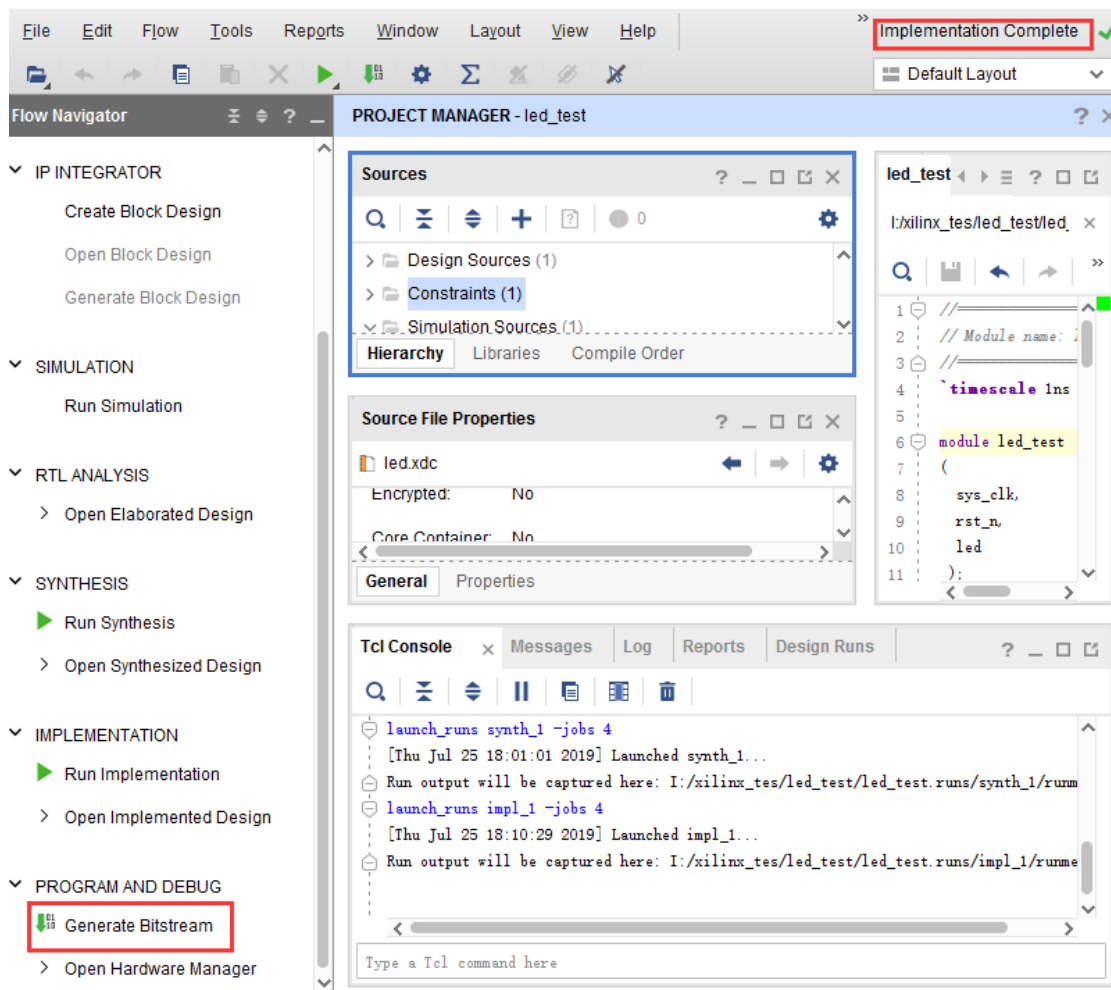 File Edit Flow Tools Reports Window Layout View Help
» Implementation Complete
Default Layout
Flow Navigator
PROJECT MANAGER - led_test
IP INTEGRATOR
Create Block Design
Open Block Design
Generate Block Design
SIMULATION
Run Simulation
RTL ANALYSIS
Open Elaborated Design
SYNTHESIS
Run Synthesis
Open Synthesized Design
IMPLEMENTATION
Run Implementation
Open Implemented Design
PROGRAM AND DEBUG
Generate Bitstream
Open Hardware Manager
Sources
0
Design Sources (1)
Constraints (1)
Simulation Sources (1)
Hierarchy Libraries Compile Order
Source File Properties
led.xdc
Encrypted: No
Core Container: No
General Properties
led_test
I:/xilinx_tes/led_test/led_
1 //
2 // Module name:
3 //
4 `timescale 1ns
5
6 module led_test
7 (
8 sys_clk,
9 rst_n,
10 led
11 );
Tcl Console Messages Log Reports Design Runs
launch_runs synth_1 -jobs 4
[Thu Jul 25 18:01:01 2019] Launched synth_1...
Run output will be captured here: I:/xilinx_tes/led_test/led_test.runs/synth_1/runm
launch_runs impl_1 -jobs 4
[Thu Jul 25 18:10:29 2019] Launched impl_1...
Run output will be captured here: I:/xilinx_tes/led_test/led_test.runs/impl_1/runme
Type a Tcl command here